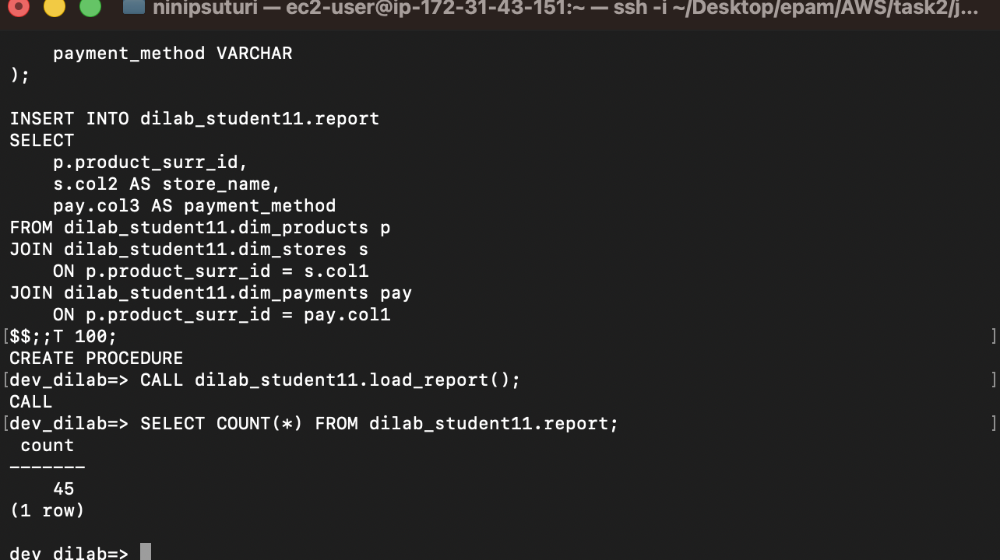 ninipsuturi — ec2-user@ip-172-31-43-151:~ — ssh -i ~/Desktop/epam/AWS/task2/j...
    payment_method VARCHAR
);
INSERT INTO dilab_student11.report
SELECT
    p.product_surr_id,
    s.col2 AS store_name,
    pay.col3 AS payment_method
FROM dilab_student11.dim_products p
JOIN dilab_student11.dim_stores s
    ON p.product_surr_id = s.col1
JOIN dilab_student11.dim_payments pay
    ON p.product_surr_id = pay.col1
[$$;;T 100; ]
CREATE PROCEDURE
[dev_dilab=> CALL dilab_student11.load_report(); ]
CALL
[dev_dilab=> SELECT COUNT(*) FROM dilab_student11.report; ]
 count
-------
    45
(1 row)
dev_dilab=>